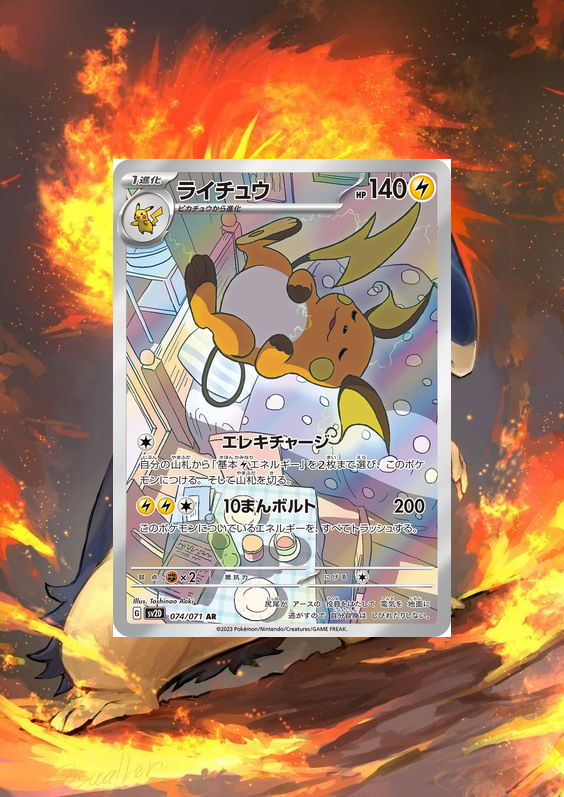 1進化
ライチュウ
HP 140
ピカチュウから進化
エレキチャージ
自分の山札から「基本エネルギー」を2枚まで選び、このポケモンにつける。そして山札を切る。
10まんボルト 200
このポケモンについているエネルギーを、すべてトラッシュする。
弱点 ×2 抵抗力 にげる
Illus. Toshinao Aoki
尻尾が アースの 役目をはたして 電気を 地面に
逃がすので 自分自身は しびれたりしない。
G sv2D 074/071 AR
©2023 Pokémon/Nintendo/Creatures/GAME FREAK.